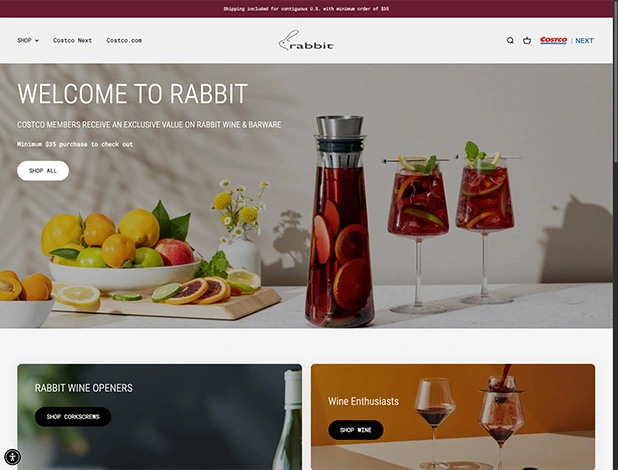 Shipping included for contiguous U.S. with minimum order of $35
SHOP
Costco Next
Costco.com
rabbit
COSTCO | NEXT
WELCOME TO RABBIT
COSTCO MEMBERS RECEIVE AN EXCLUSIVE VALUE ON RABBIT WINE & BARWARE
Minimum $35 purchase to check out
SHOP ALL
RABBIT WINE OPENERS
SHOP CORKSCREWS
Wine Enthusiasts
SHOP WINE